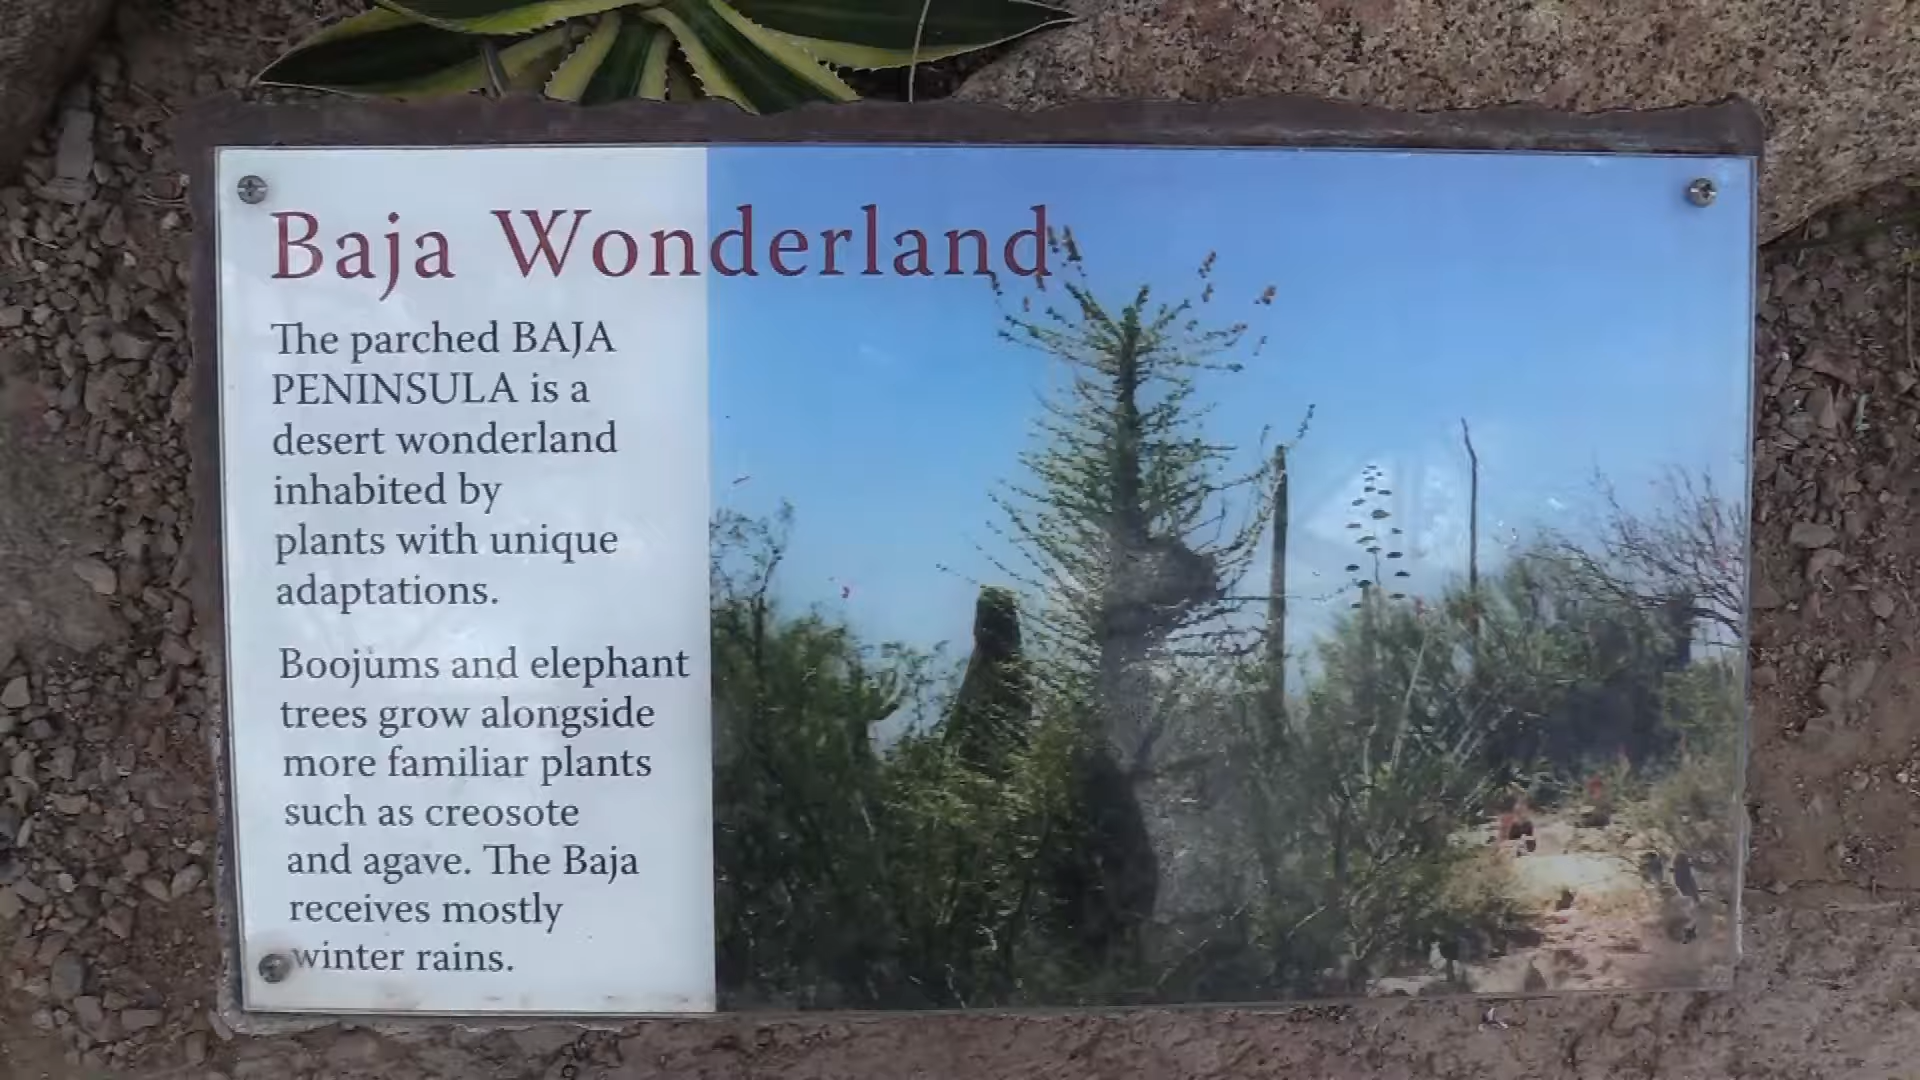 Baja Wonderland
The parched BAJA
PENINSULA is a
desert wonderland
inhabited by
plants with unique
adaptations.
Boojums and elephant
trees grow alongside
more familiar plants
such as creosote
and agave. The Baja
receives mostly
winter rains.